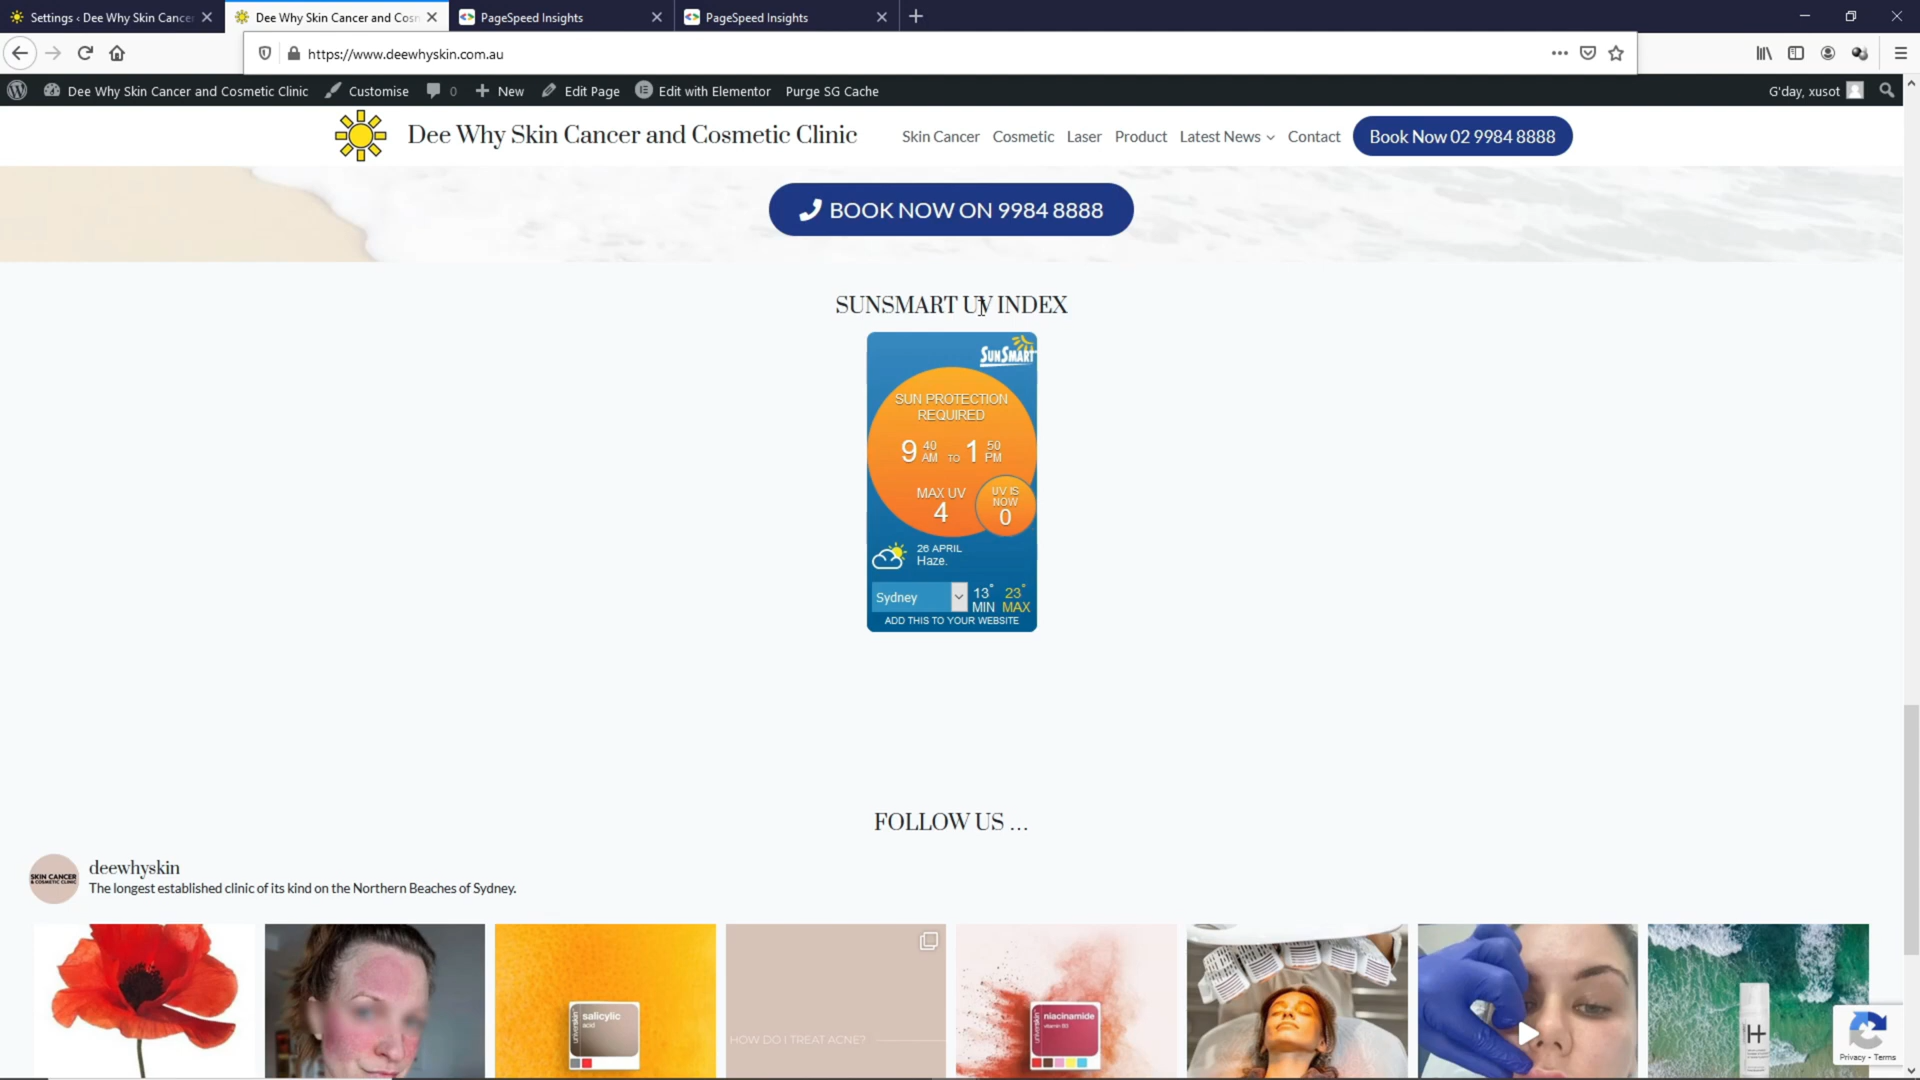 Settings ‹ Dee Why Skin Cance
Dee Why Skin Cancer and Cosm
PageSpeed Insights
PageSpeed Insights
https://www.deewhyskin.com.au
Dee Why Skin Cancer and Cosmetic Clinic
Customise
0
New
Edit Page
Edit with Elementor
Purge SG Cache
G'day, xusot
Dee Why Skin Cancer and Cosmetic Clinic
Skin Cancer
Cosmetic
Laser
Product
Latest News
Contact
Book Now 02 9984 8888
BOOK NOW ON 9984 8888
SUNSMART UV INDEX
SunSmart
SUN PROTECTION
REQUIRED
9 40 AM TO 1 50 PM
MAX UV
4
UV IS
NOW
0
26 APRIL
Haze.
Sydney
13° MIN
23° MAX
ADD THIS TO YOUR WEBSITE
FOLLOW US ...
SKIN CANCER
& COSMETIC CLINIC
deewhyskin
The longest established clinic of its kind on the Northern Beaches of Sydney.
universkin
salicylic
acid
HOW DO I TREAT ACNE?
universkin
niacinamide
vitamin B3
H
Privacy - Terms